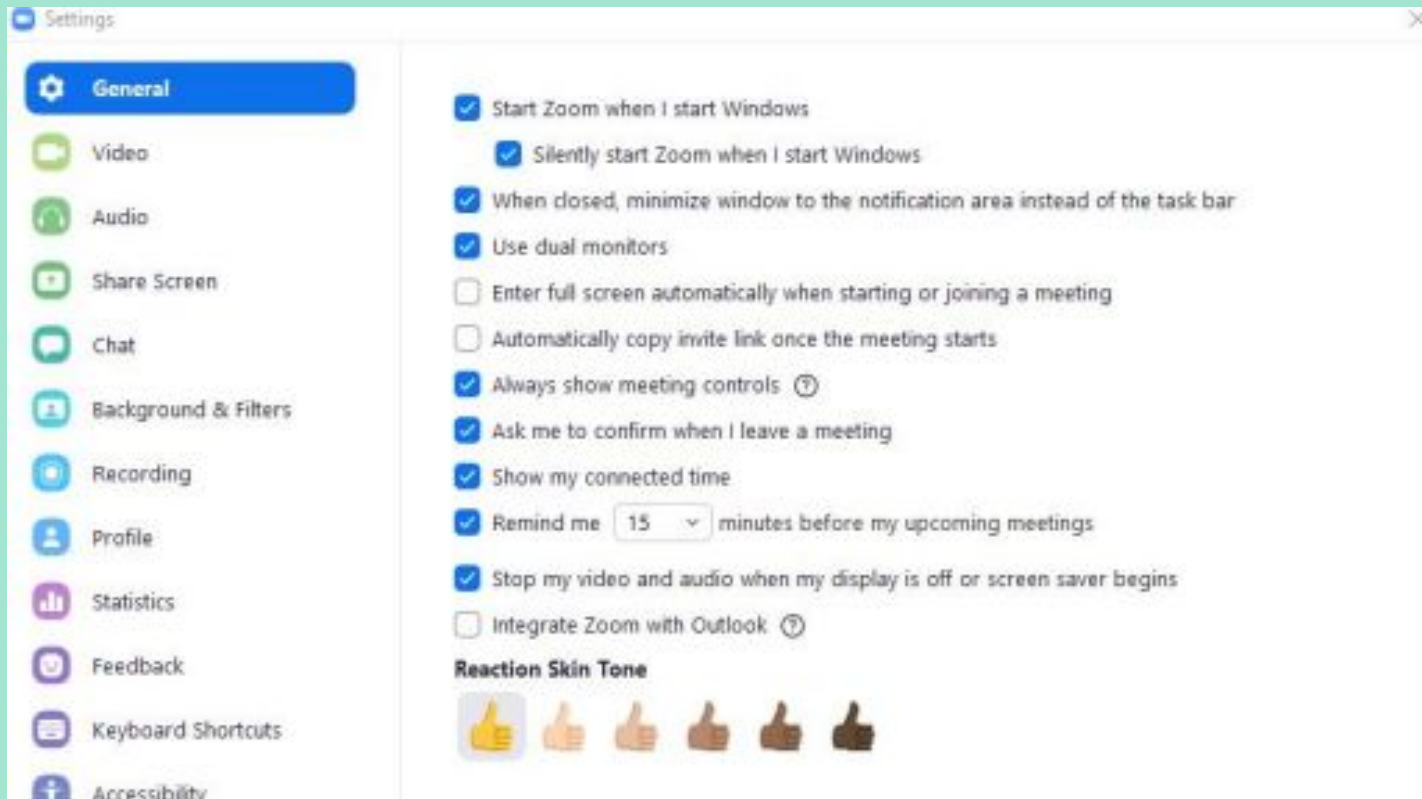 Settings
General
Video
Audio
Share Screen
Chat
Background & Filters
Recording
Profile
Statistics
Feedback
Keyboard Shortcuts
Accessibility
Start Zoom when I start Windows
Silently start Zoom when I start Windows
When closed, minimize window to the notification area instead of the task bar
Use dual monitors
Enter full screen automatically when starting or joining a meeting
Automatically copy invite link once the meeting starts
Always show meeting controls ?
Ask me to confirm when I leave a meeting
Show my connected time
Remind me 15 minutes before my upcoming meetings
Stop my video and audio when my display is off or screen saver begins
Integrate Zoom with Outlook ?
Reaction Skin Tone